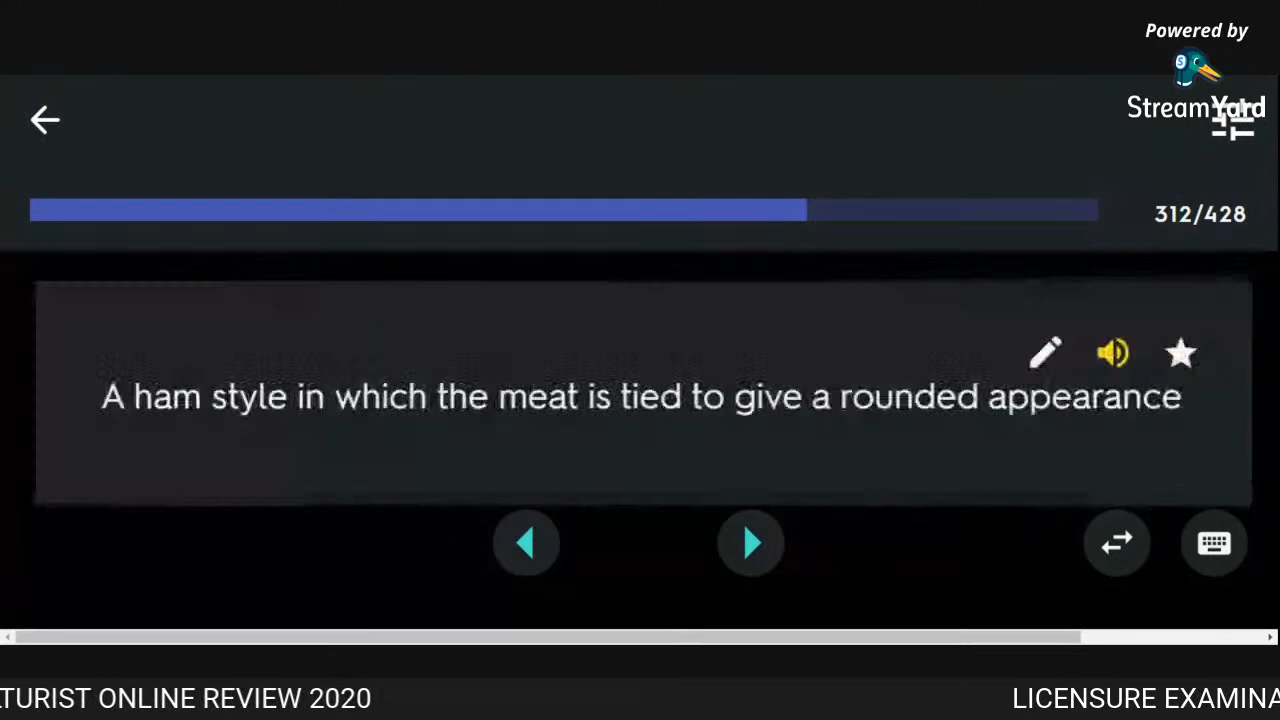 Powered by
StreamYard
312/428
A ham style in which the meat is tied to give a rounded appearance
TURIST ONLINE REVIEW 2020
LICENSURE EXAMINA